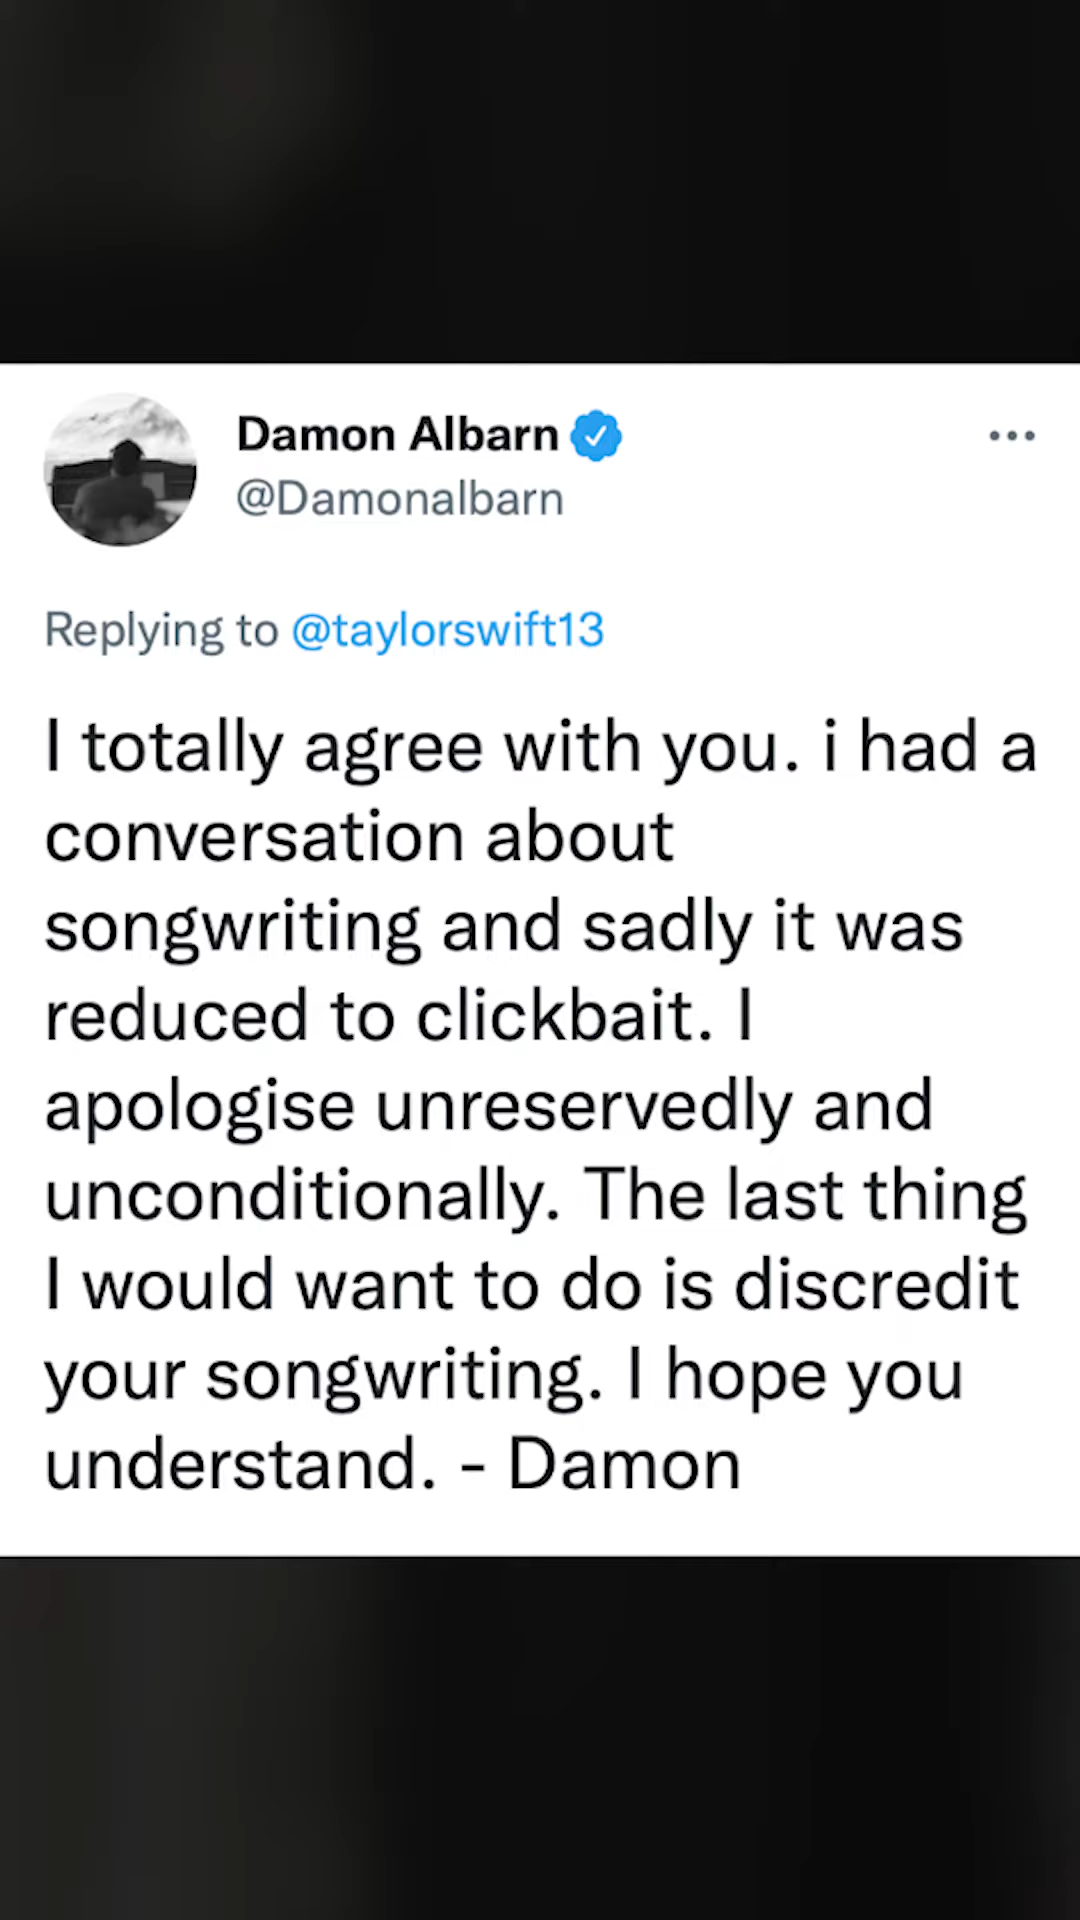 Damon Albarn
@Damonalbarn
Replying to @taylorswift13
I totally agree with you. i had a
conversation about
songwriting and sadly it was
reduced to clickbait. I
apologise unreservedly and
unconditionally. The last thing
I would want to do is discredit
your songwriting. I hope you
understand. - Damon